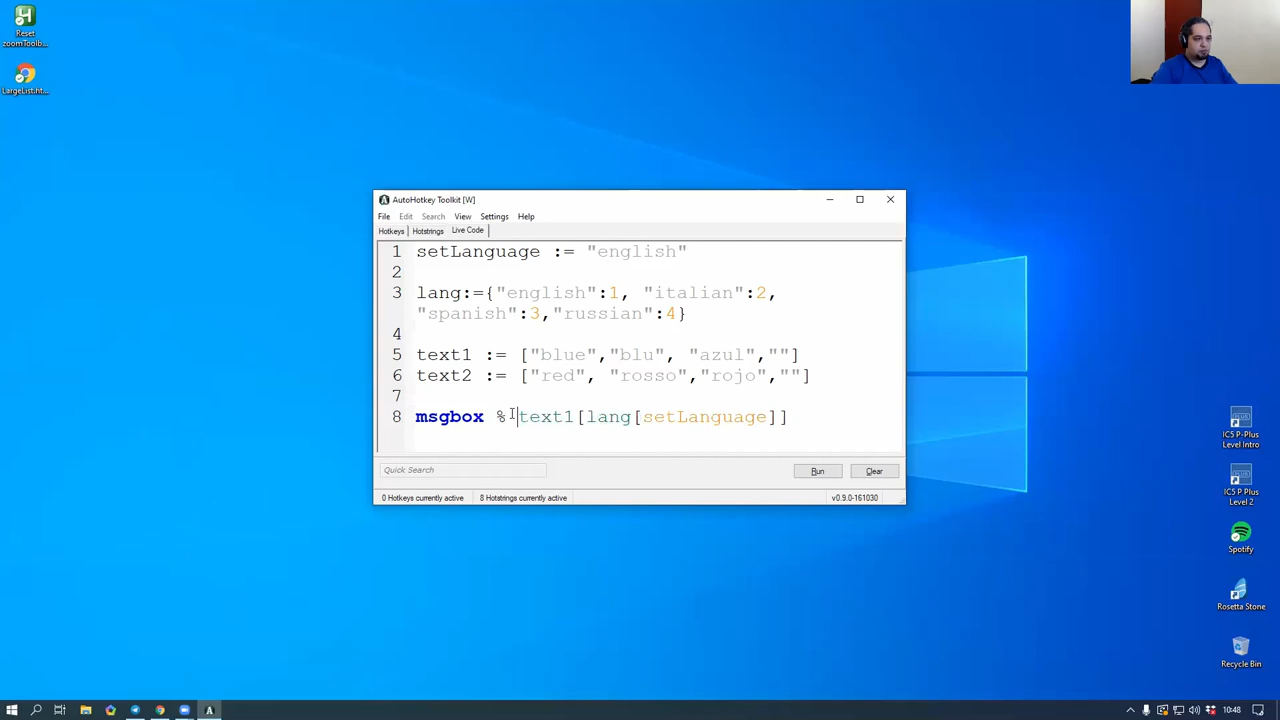 Reset
zoomToolb...
LargeList.ht...
AutoHotkey Toolkit [W]
File Edit Search View Settings Help
Hotkeys Hotstrings Live Code
1 setLanguage := "english"
2
3 lang:={"english":1, "italian":2,
"spanish":3,"russian":4}
4
5 text1 := ["blue","blu", "azul",""]
6 text2 := ["red", "rosso","rojo",""]
7
8 msgbox % text1[lang[setLanguage]]
Quick Search
Run Clear
0 Hotkeys currently active 8 Hotstrings currently active v0.9.0-161030
IC5 P-Plus
Level Intro
IC5 P Plus
Level 2
Spotify
Rosetta Stone
Recycle Bin
10:48